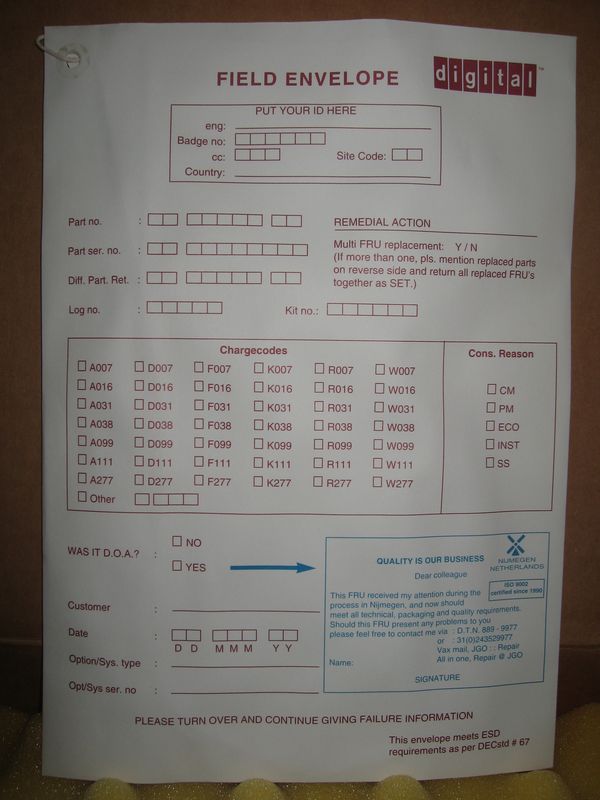 FIELD ENVELOPE
digital™
PUT YOUR ID HERE
eng:
Badge no:
cc:
Site Code:
Country:
Part no. :
Part ser. no. :
Diff. Part. Ret. :
Log no. :
Kit no.:
REMEDIAL ACTION
Multi FRU replacement: Y / N
(If more than one, pls. mention replaced parts
on reverse side and return all replaced FRU's
together as SET.)
Chargecodes
A007 D007 F007 K007 R007 W007
A016 D016 F016 K016 R016 W016
A031 D031 F031 K031 R031 W031
A038 D038 F038 K038 R038 W038
A099 D099 F099 K099 R099 W099
A111 D111 F111 K111 R111 W111
A277 D277 F277 K277 R277 W277
Other
Cons. Reason
CM
PM
ECO
INST
SS
WAS IT D.O.A.? :
NO
YES
Customer :
Date :
D D M M M Y Y
Option/Sys. type :
Opt/Sys ser. no :
QUALITY IS OUR BUSINESS
NIJMEGEN
NETHERLANDS
Dear colleague
ISO 9002
certified since 1990
This FRU received my attention during the
process in Nijmegen, and now should
meet all technical, packaging and quality requirements.
Should this FRU present any problems to you
please feel free to contact me via : D.T.N. 889 - 9977
or : 31(0)243529977
Vax mail, JGO : : Repair
Name: All in one, Repair @ JGO
SIGNATURE
PLEASE TURN OVER AND CONTINUE GIVING FAILURE INFORMATION
This envelope meets ESD
requirements as per DECstd # 67